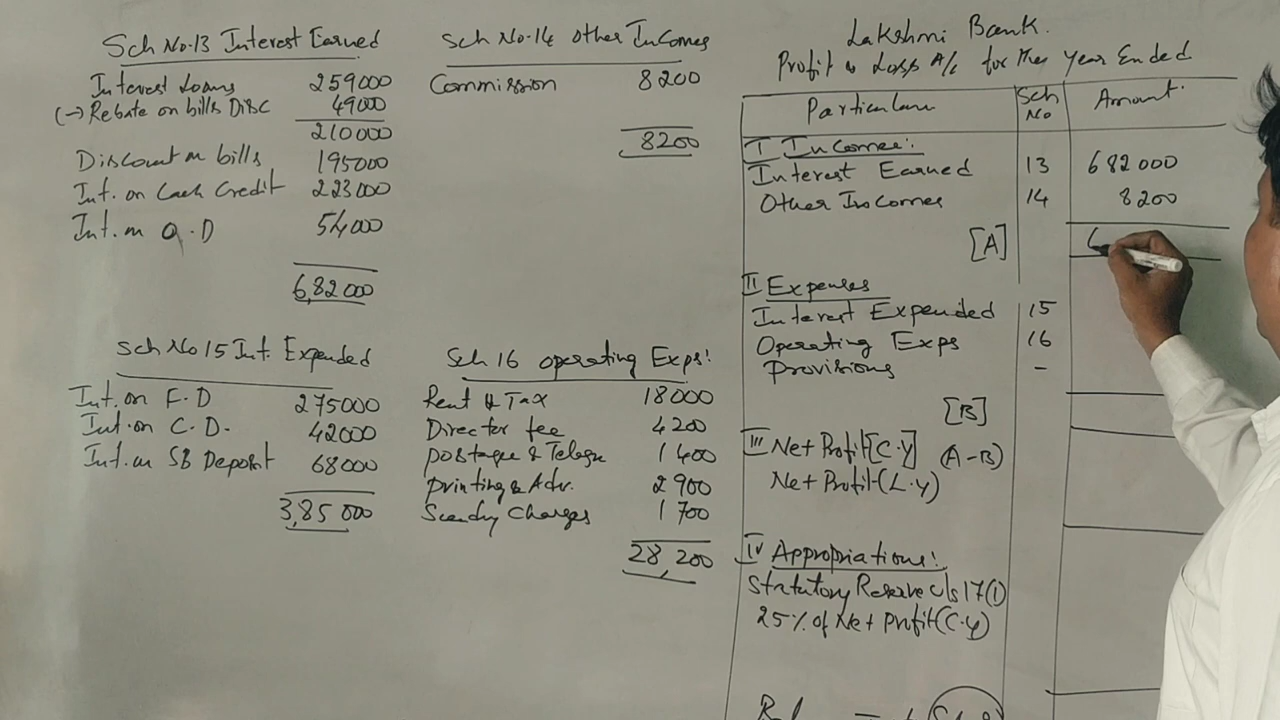 Sch No.13 Interest Earned
Interest Loans 259000
(-) Rebate on bills Disc 49000
210000
Discount on bills 195000
Int. on Cash Credit 223000
Int. on O.D 54000
6,82000
Sch No.14 other Incomes
Commission 8200
8200
Sch No 15 Int. Expended
Int. on F.D 275000
Int. on C.D. 42000
Int. on SB Deposit 68000
3,85000
Sch 16 operating Exps:
Rent & Tax 18000
Director fee 4200
postage & Telegr 1400
printing & Adv. 2900
Sundry Charges 1700
28,200
Lakshmi Bank.
Profit & Loss A/c for the year Ended
Particulars Sch No Amount.
I Incomes:
Interest Earned 13 682000
Other Incomes 14 8200
[A] 6
II Expenses
Interest Expended 15
Operating Exps 16
Provisions -
[B]
III Net Profit [C.Y] (A-B)
Net Profit (L.Y)
IV Appropriations:
Statutory Reserve u/s 17(1)
25% of Net Profit (C.Y)